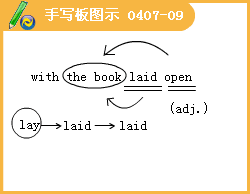 手写板图示 0407-09
with the book laid open
(adj.)
lay→laid→laid